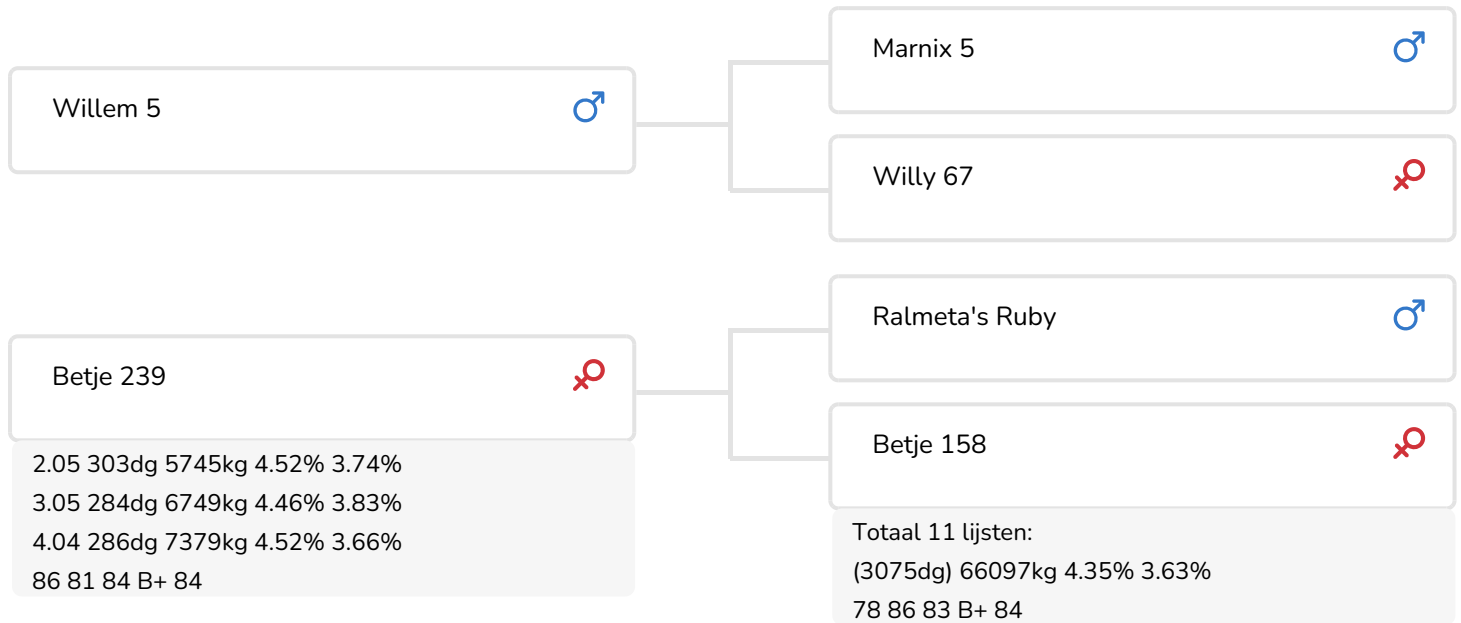 Willem 5
Marnix 5
Willy 67
Betje 239
2.05 303dg 5745kg 4.52% 3.74%
3.05 284dg 6749kg 4.46% 3.83%
4.04 286dg 7379kg 4.52% 3.66%
86 81 84 B+ 84
Ralmeta's Ruby
Betje 158
Totaal 11 lijsten:
(3075dg) 66097kg 4.35% 3.63%
78 86 83 B+ 84